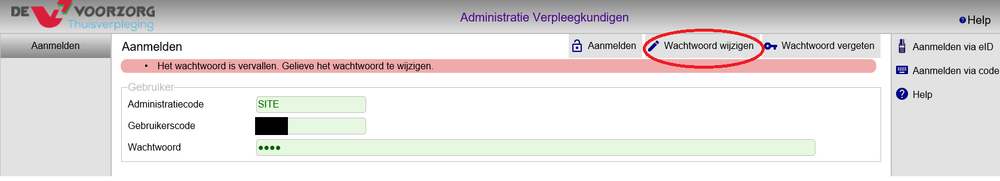 DE VOORZORG
Thuisverpleging
Administratie Verpleegkundigen
Help
Aanmelden
Aanmelden
Aanmelden
Wachtwoord wijzigen
Wachtwoord vergeten
• Het wachtwoord is vervallen. Gelieve het wachtwoord te wijzigen.
Gebruiker
Administratiecode SITE
Gebruikerscode
Wachtwoord ••••
Aanmelden via eID
Aanmelden via code
Help